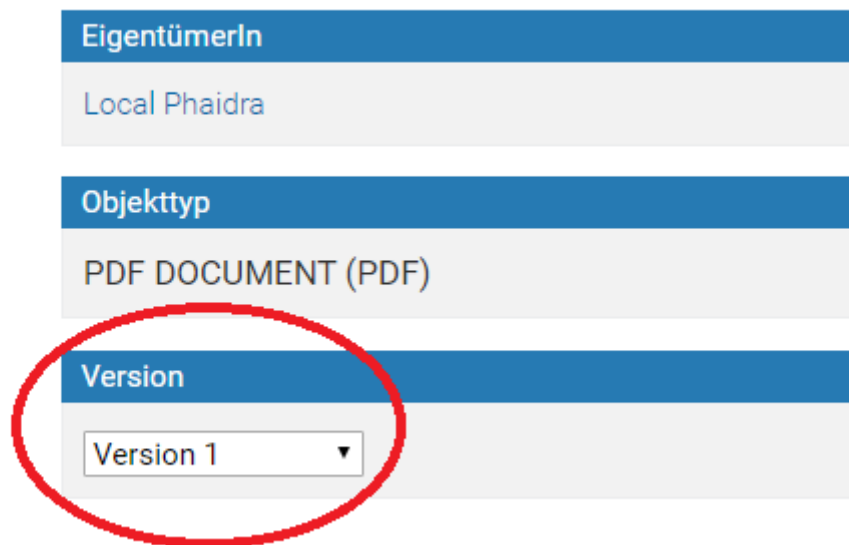 EigentümerIn
Local Phaidra
Objekttyp
PDF DOCUMENT (PDF)
Version
Version 1